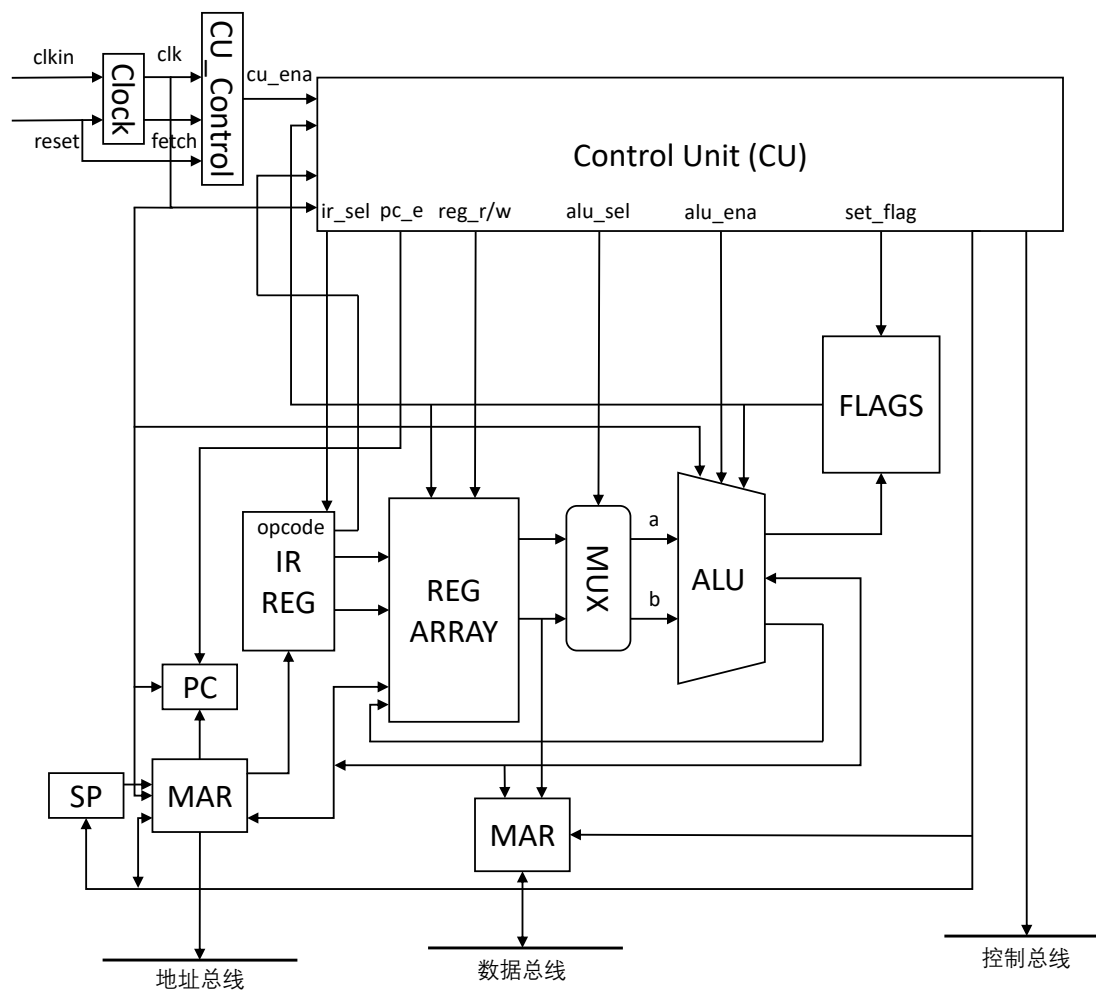 clkin
clk
reset
fetch
Clock
CU_Control
cu_ena
Control Unit (CU)
ir_sel
pc_e
reg_r/w
alu_sel
alu_ena
set_flag
FLAGS
opcode
IR
REG
REG
ARRAY
MUX
a
b
ALU
PC
SP
MAR
MAR
地址总线
数据总线
控制总线